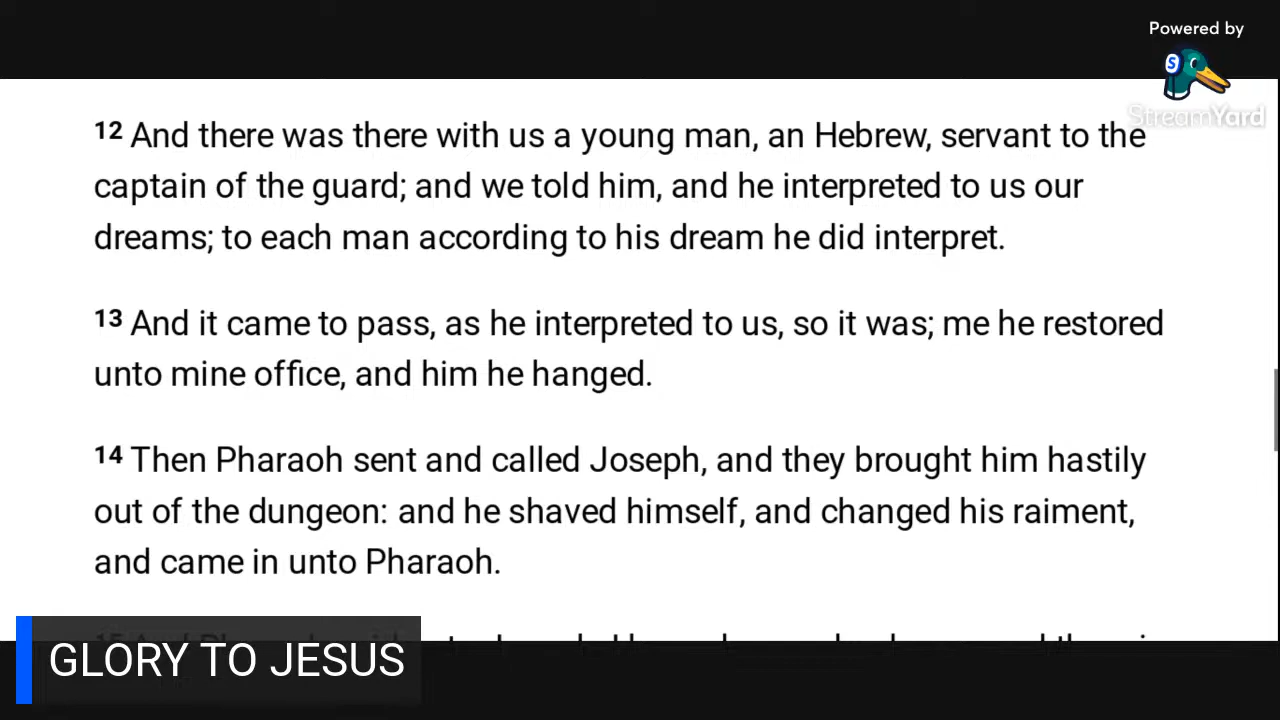 Powered by
StreamYard
12 And there was there with us a young man, an Hebrew, servant to the
captain of the guard; and we told him, and he interpreted to us our
dreams; to each man according to his dream he did interpret.
13 And it came to pass, as he interpreted to us, so it was; me he restored
unto mine office, and him he hanged.
14 Then Pharaoh sent and called Joseph, and they brought him hastily
out of the dungeon: and he shaved himself, and changed his raiment,
and came in unto Pharaoh.
GLORY TO JESUS